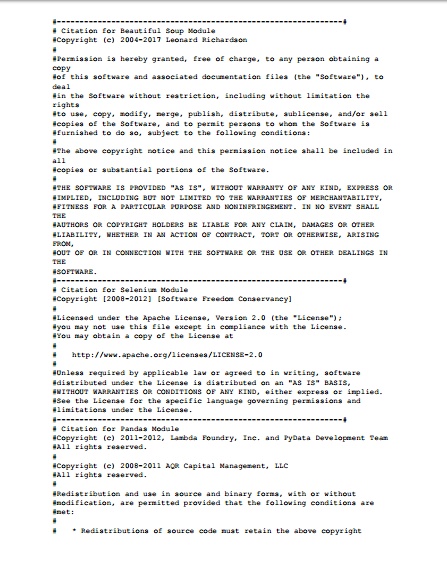 #-------------------------------------------------------#
# Citation for Beautiful Soup Module
#Copyright (c) 2004-2017 Leonard Richardson
#
#Permission is hereby granted, free of charge, to any person obtaining a
copy
#of this software and associated documentation files (the "Software"), to
deal
#in the Software without restriction, including without limitation the
rights
#to use, copy, modify, merge, publish, distribute, sublicense, and/or sell
#copies of the Software, and to permit persons to whom the Software is
#furnished to do so, subject to the following conditions:
#
#The above copyright notice and this permission notice shall be included in
all
#copies or substantial portions of the Software.
#
#THE SOFTWARE IS PROVIDED "AS IS", WITHOUT WARRANTY OF ANY KIND, EXPRESS OR
#IMPLIED, INCLUDING BUT NOT LIMITED TO THE WARRANTIES OF MERCHANTABILITY,
#FITNESS FOR A PARTICULAR PURPOSE AND NONINFRINGEMENT. IN NO EVENT SHALL
THE
#AUTHORS OR COPYRIGHT HOLDERS BE LIABLE FOR ANY CLAIM, DAMAGES OR OTHER
#LIABILITY, WHETHER IN AN ACTION OF CONTRACT, TORT OR OTHERWISE, ARISING
FROM,
#OUT OF OR IN CONNECTION WITH THE SOFTWARE OR THE USE OR OTHER DEALINGS IN
THE
#SOFTWARE.
#-------------------------------------------------------#
# Citation for Selenium Module
#Copyright [2008-2012] [Software Freedom Conservancy]
#
#Licensed under the Apache License, Version 2.0 (the "License");
#you may not use this file except in compliance with the License.
#You may obtain a copy of the License at
#
#   http://www.apache.org/licenses/LICENSE-2.0
#
#Unless required by applicable law or agreed to in writing, software
#distributed under the License is distributed on an "AS IS" BASIS,
#WITHOUT WARRANTIES OR CONDITIONS OF ANY KIND, either express or implied.
#See the License for the specific language governing permissions and
#limitations under the License.
#-------------------------------------------------------#
# Citation for Pandas Module
#Copyright (c) 2011-2012, Lambda Foundry, Inc. and PyData Development Team
#All rights reserved.
#
#Copyright (c) 2008-2011 AQR Capital Management, LLC
#All rights reserved.
#
#Redistribution and use in source and binary forms, with or without
#modification, are permitted provided that the following conditions are
#met:
#
#   * Redistributions of source code must retain the above copyright